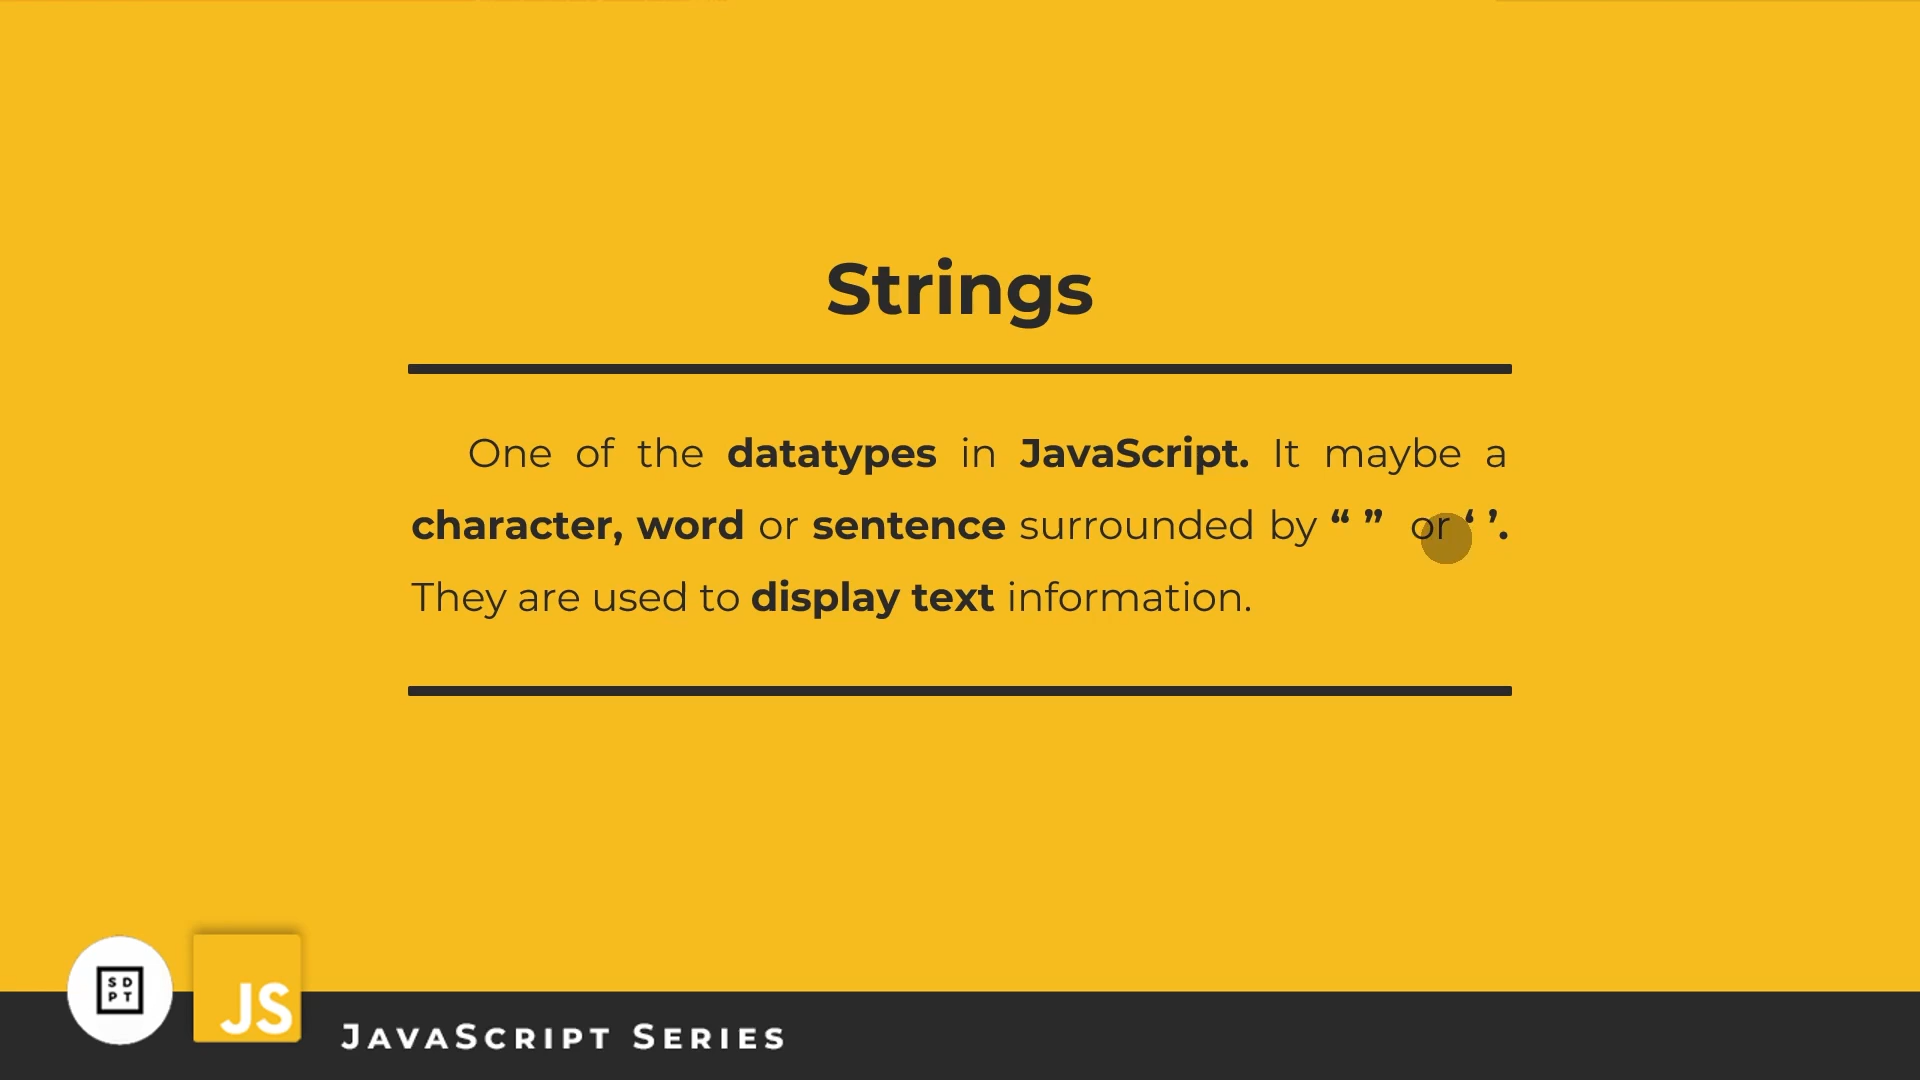 Strings
One of the datatypes in JavaScript. It maybe a
character, word or sentence surrounded by “ ” or ‘ ’.
They are used to display text information.
SD
PT
JS
JavaScript Series